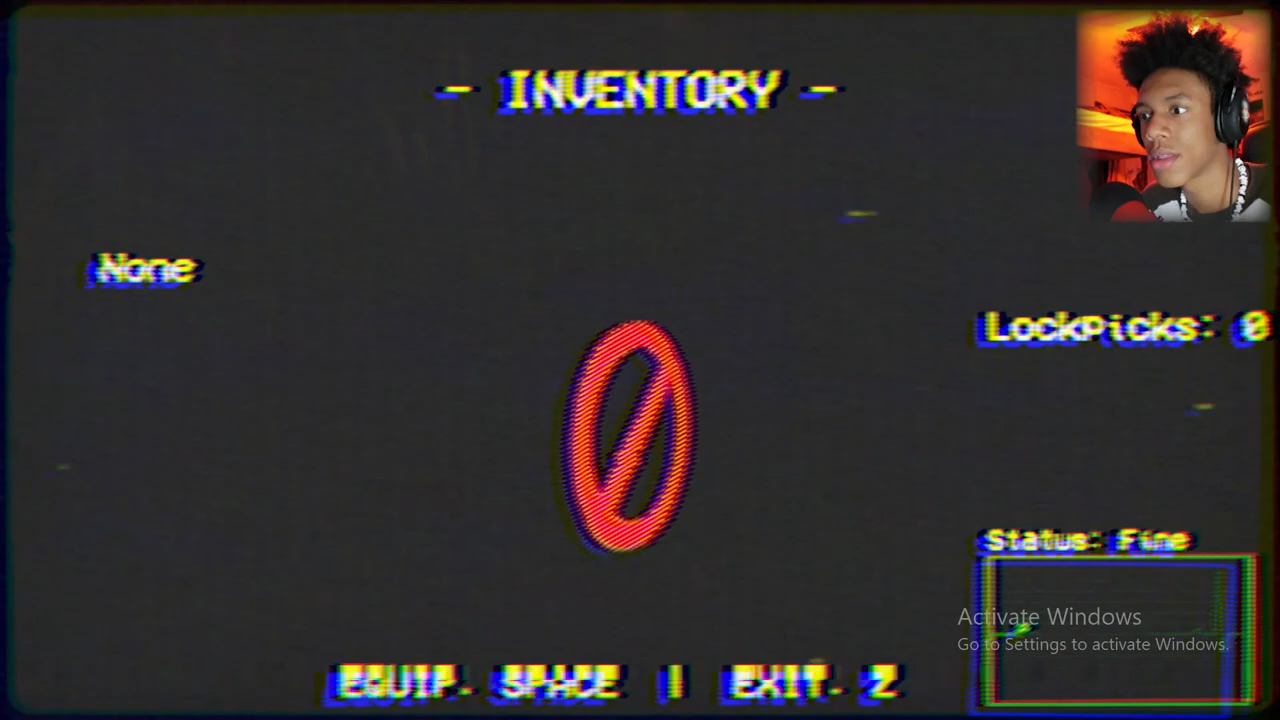 - INVENTORY -
None
LockPicks: 0
Status: Fine
Activate Windows
Go to Settings to activate Windows.
EQUIP. SPACE | EXIT. Z